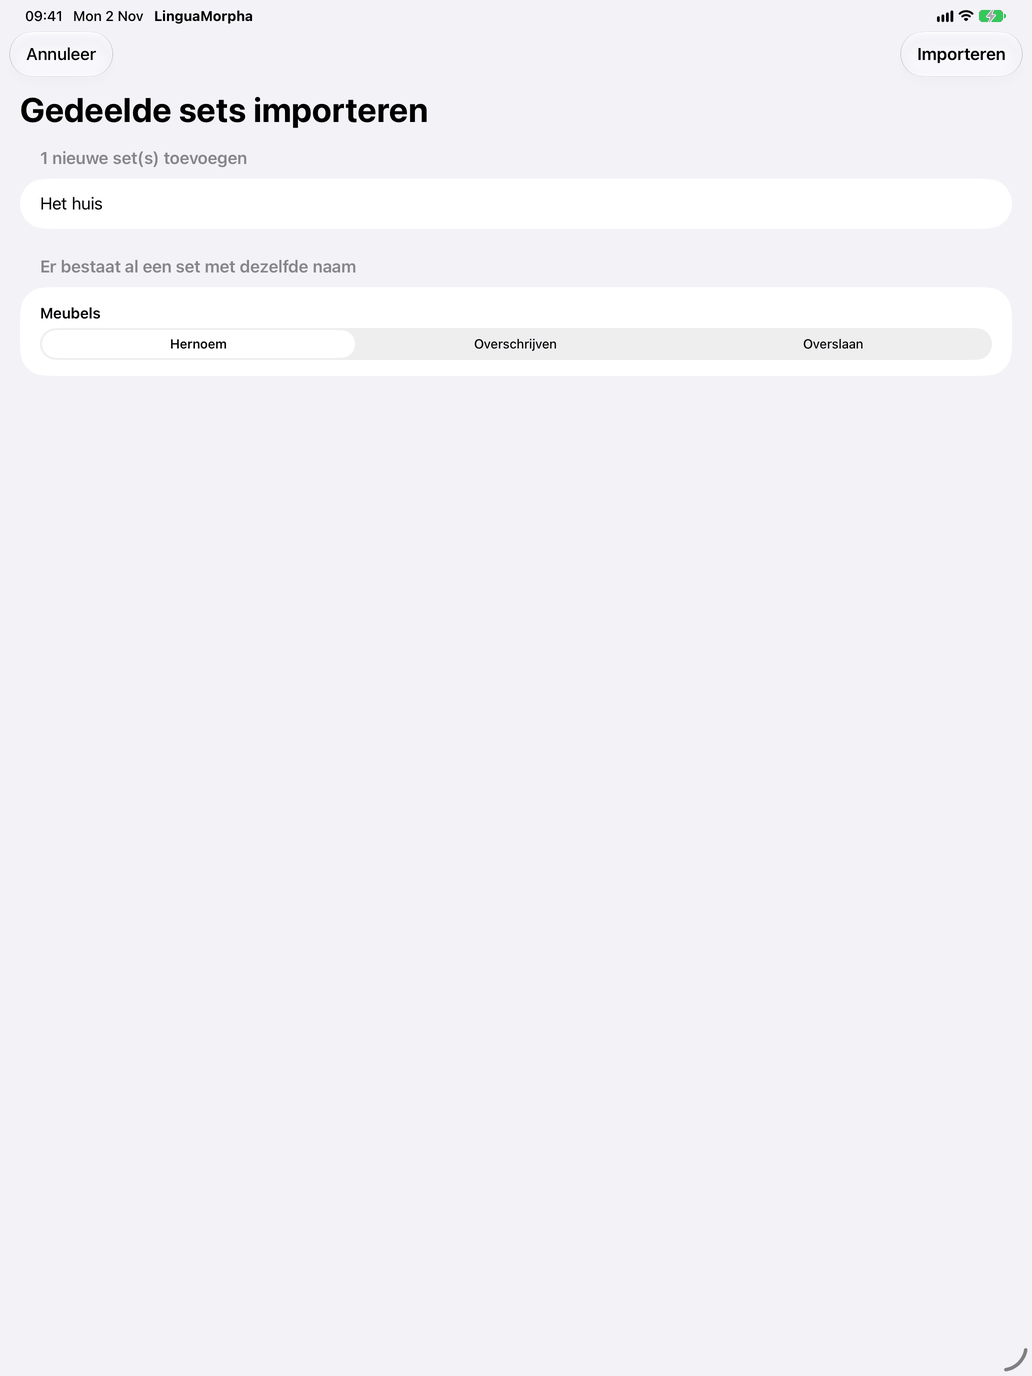 09:41 Mon 2 Nov LinguaMorpha
Annuleer
Importeren
Gedeelde sets importeren
1 nieuwe set(s) toevoegen
Het huis
Er bestaat al een set met dezelfde naam
Meubels
Hernoem Overschrijven Overslaan